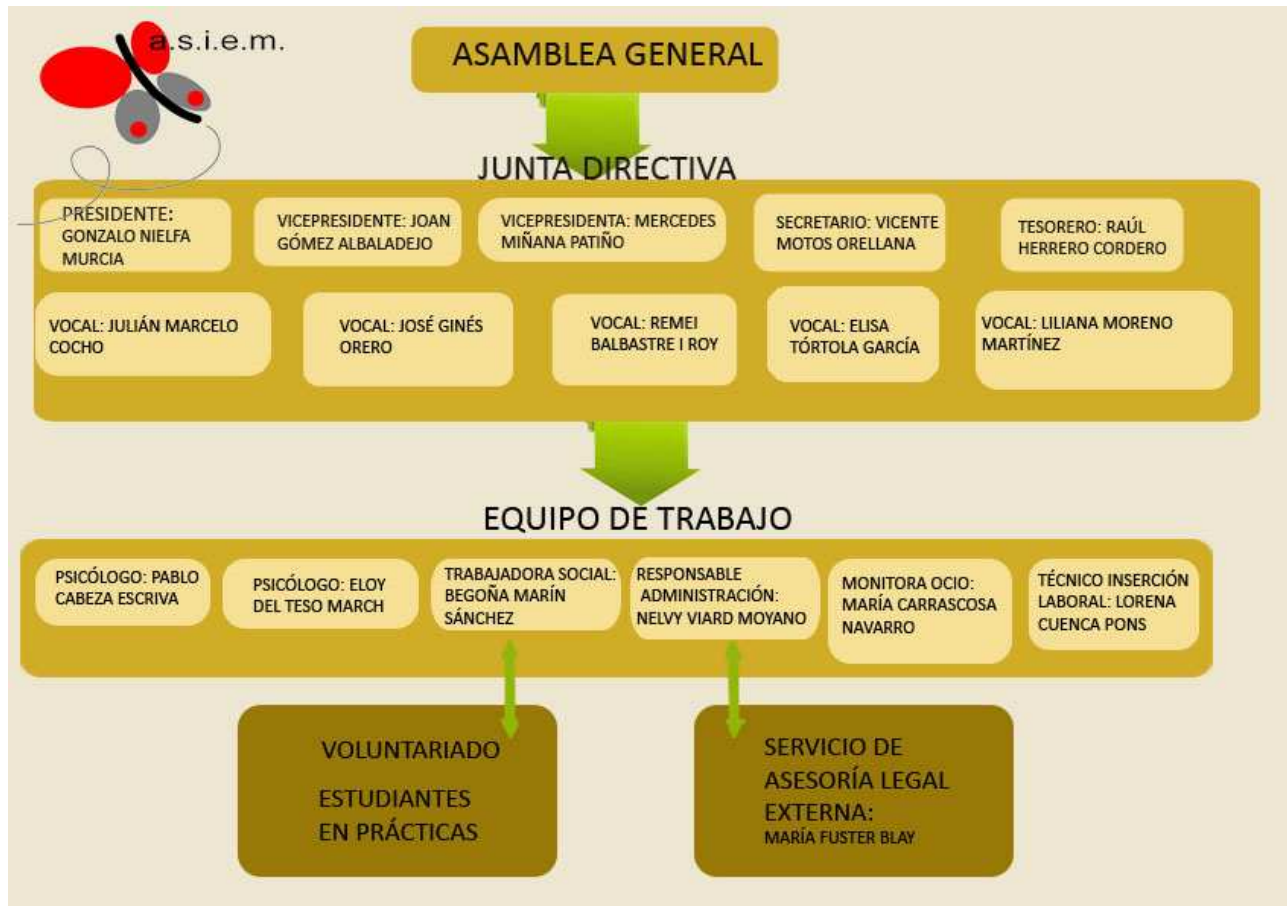 a.s.i.e.m.
ASAMBLEA GENERAL
JUNTA DIRECTIVA
PRESIDENTE:
GONZALO NIELFA
MURCIA
VICEPRESIDENTE: JOAN
GÓMEZ ALBALADEJO
VICEPRESIDENTA: MERCEDES
MIÑANA PATIÑO
SECRETARIO: VICENTE
MOTOS ORELLANA
TESORERO: RAÚL
HERRERO CORDERO
VOCAL: JULIÁN MARCELO
COCHO
VOCAL: JOSÉ GINÉS
ORERO
VOCAL: REMEI
BALBASTRE I ROY
VOCAL: ELISA
TÓRTOLA GARCÍA
VOCAL: LILIANA MORENO
MARTÍNEZ
EQUIPO DE TRABAJO
PSICÓLOGO: PABLO
CABEZA ESCRIVA
PSICÓLOGO: ELOY
DEL TESO MARCH
TRABAJADORA SOCIAL:
BEGOÑA MARÍN
SÁNCHEZ
RESPONSABLE
ADMINISTRACIÓN:
NELVY VIARD MOYANO
MONITORA OCIO:
MARÍA CARRASCOSA
NAVARRO
TÉCNICO INSERCIÓN
LABORAL: LORENA
CUENCA PONS
VOLUNTARIADO
ESTUDIANTES
EN PRÁCTICAS
SERVICIO DE
ASESORÍA LEGAL
EXTERNA:
MARÍA FUSTER BLAY